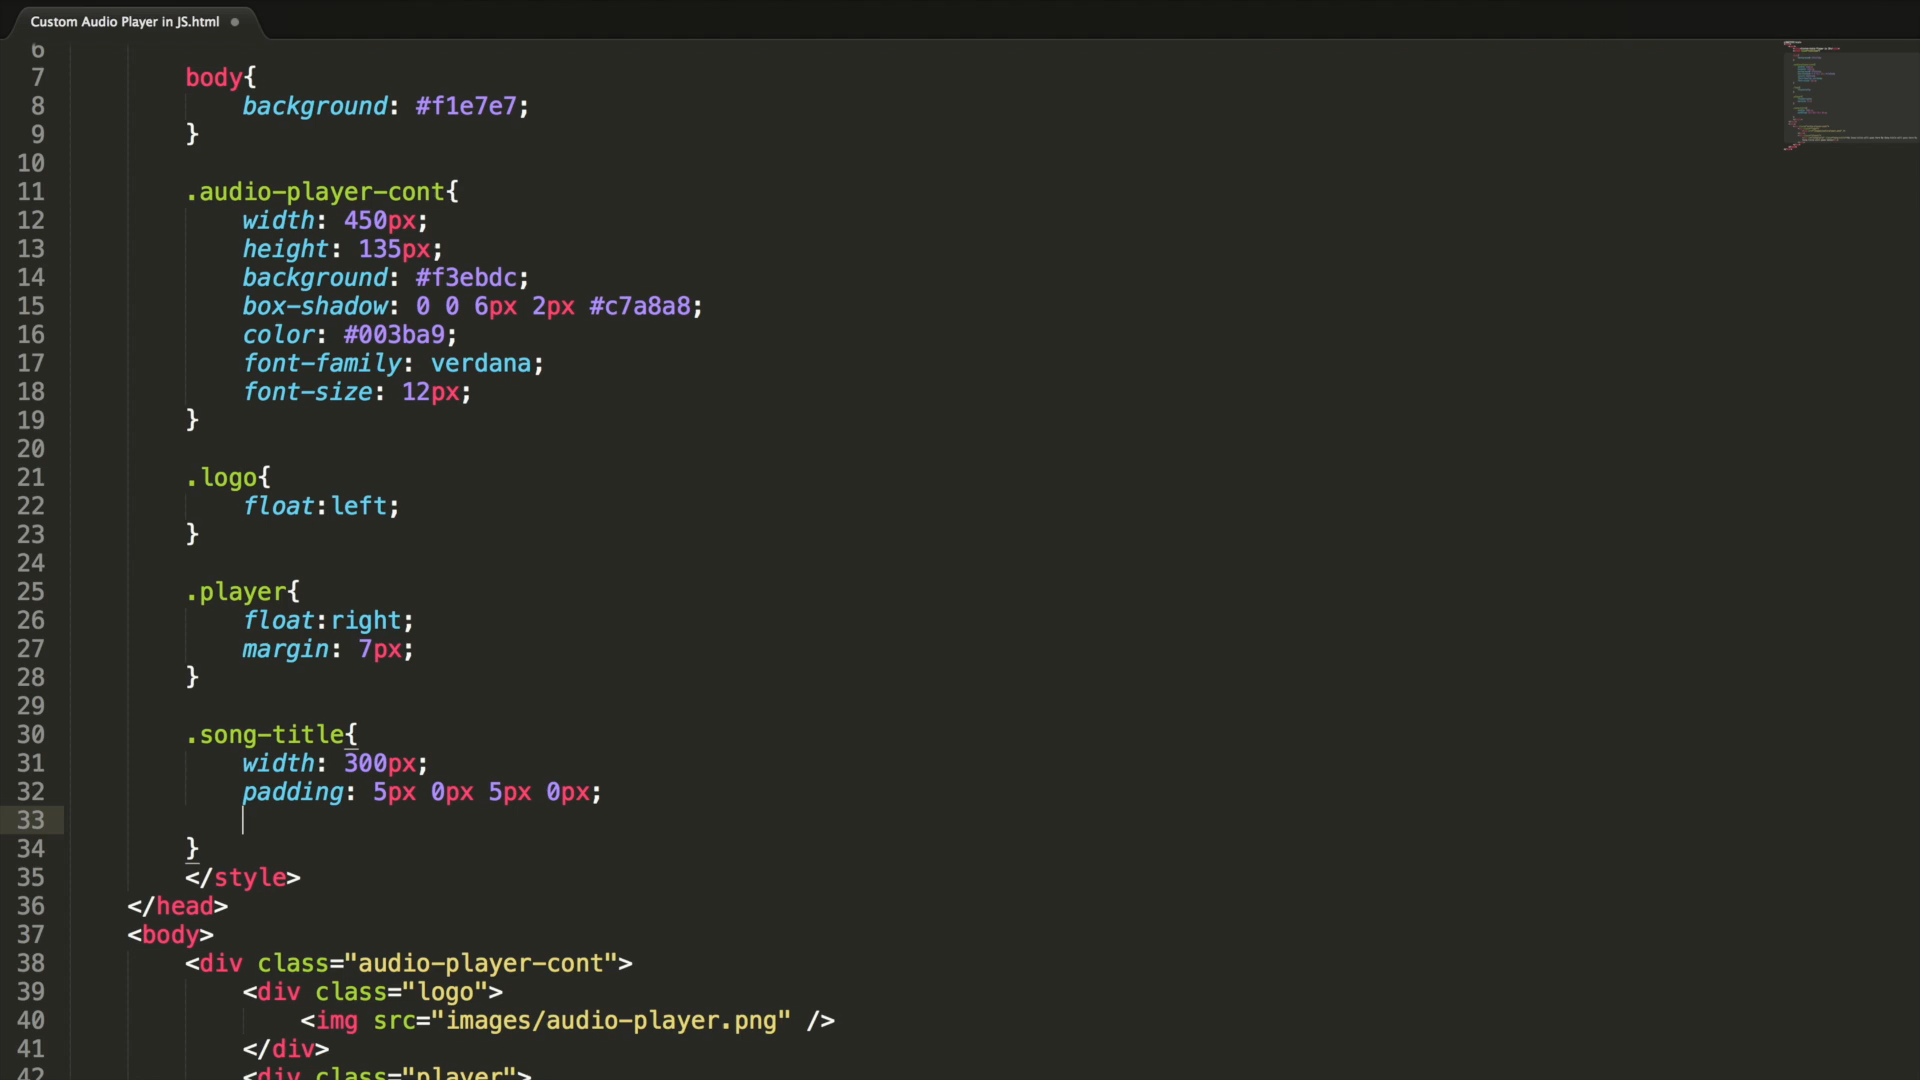 Custom Audio Player in JS.html
6
7 body{
8 background: #f1e7e7;
9 }
10
11 .audio-player-cont{
12 width: 450px;
13 height: 135px;
14 background: #f3ebdc;
15 box-shadow: 0 0 6px 2px #c7a8a8;
16 color: #003ba9;
17 font-family: verdana;
18 font-size: 12px;
19 }
20
21 .logo{
22 float:left;
23 }
24
25 .player{
26 float:right;
27 margin: 7px;
28 }
29
30 .song-title{
31 width: 300px;
32 padding: 5px 0px 5px 0px;
33
34 }
35 </style>
36 </head>
37 <body>
38 <div class="audio-player-cont">
39 <div class="logo">
40 <img src="images/audio-player.png" />
41 </div>
42 <div class="player">